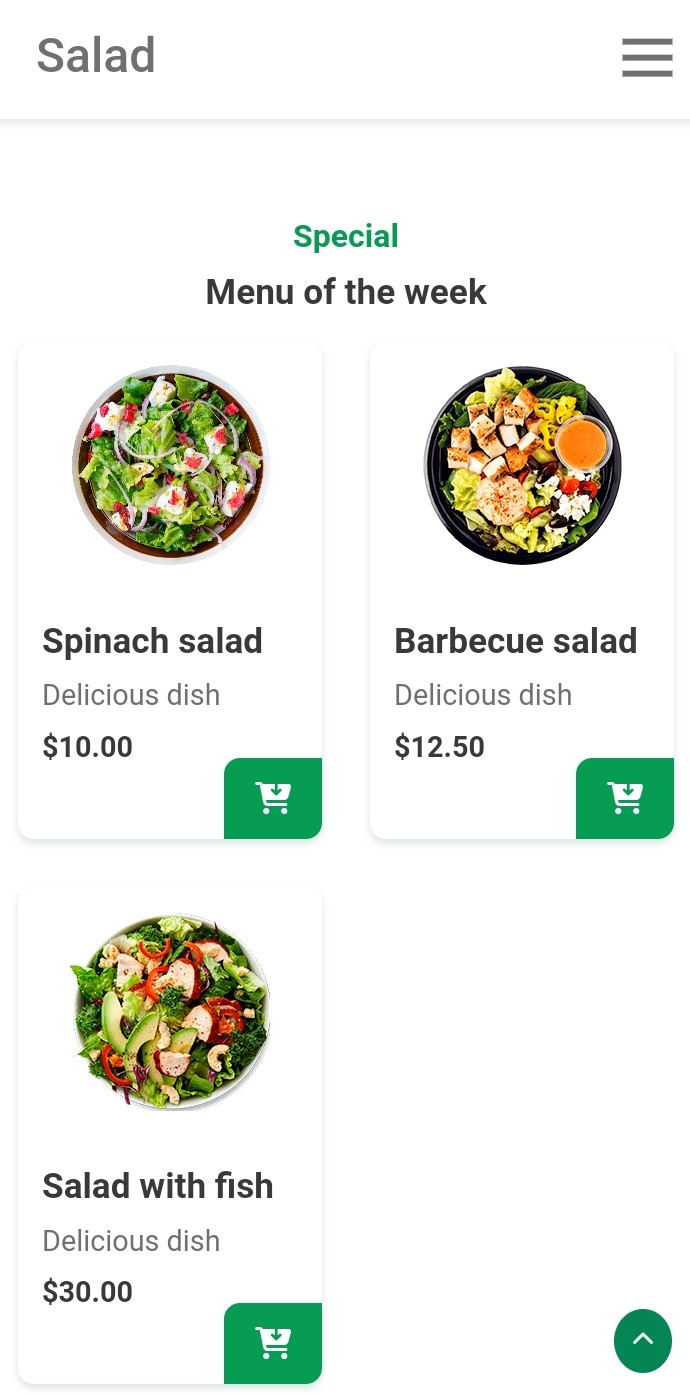 Salad
Special
Menu of the week
Spinach salad
Delicious dish
$10.00
Barbecue salad
Delicious dish
$12.50
Salad with fish
Delicious dish
$30.00